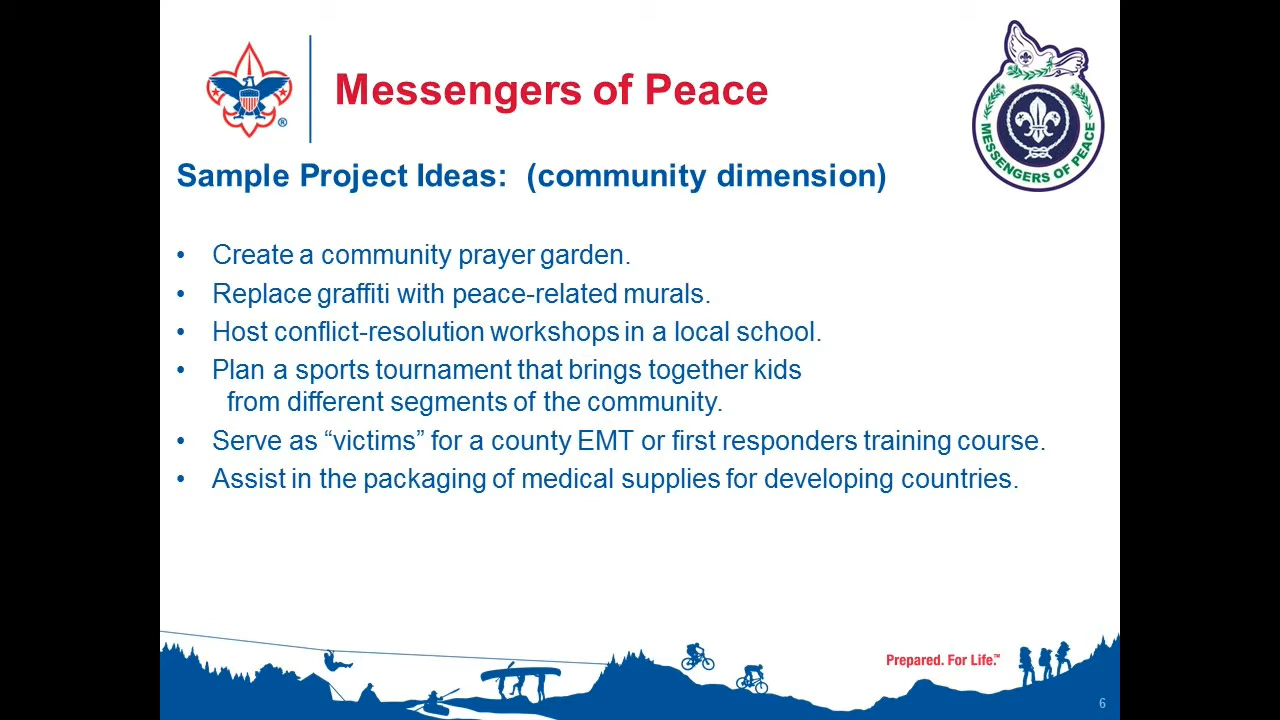 Messengers of Peace
MESSENGERS OF PEACE
Sample Project Ideas:  (community dimension)
• Create a community prayer garden.
• Replace graffiti with peace-related murals.
• Host conflict-resolution workshops in a local school.
• Plan a sports tournament that brings together kids
from different segments of the community.
• Serve as “victims” for a county EMT or first responders training course.
• Assist in the packaging of medical supplies for developing countries.
Prepared. For Life.™
6